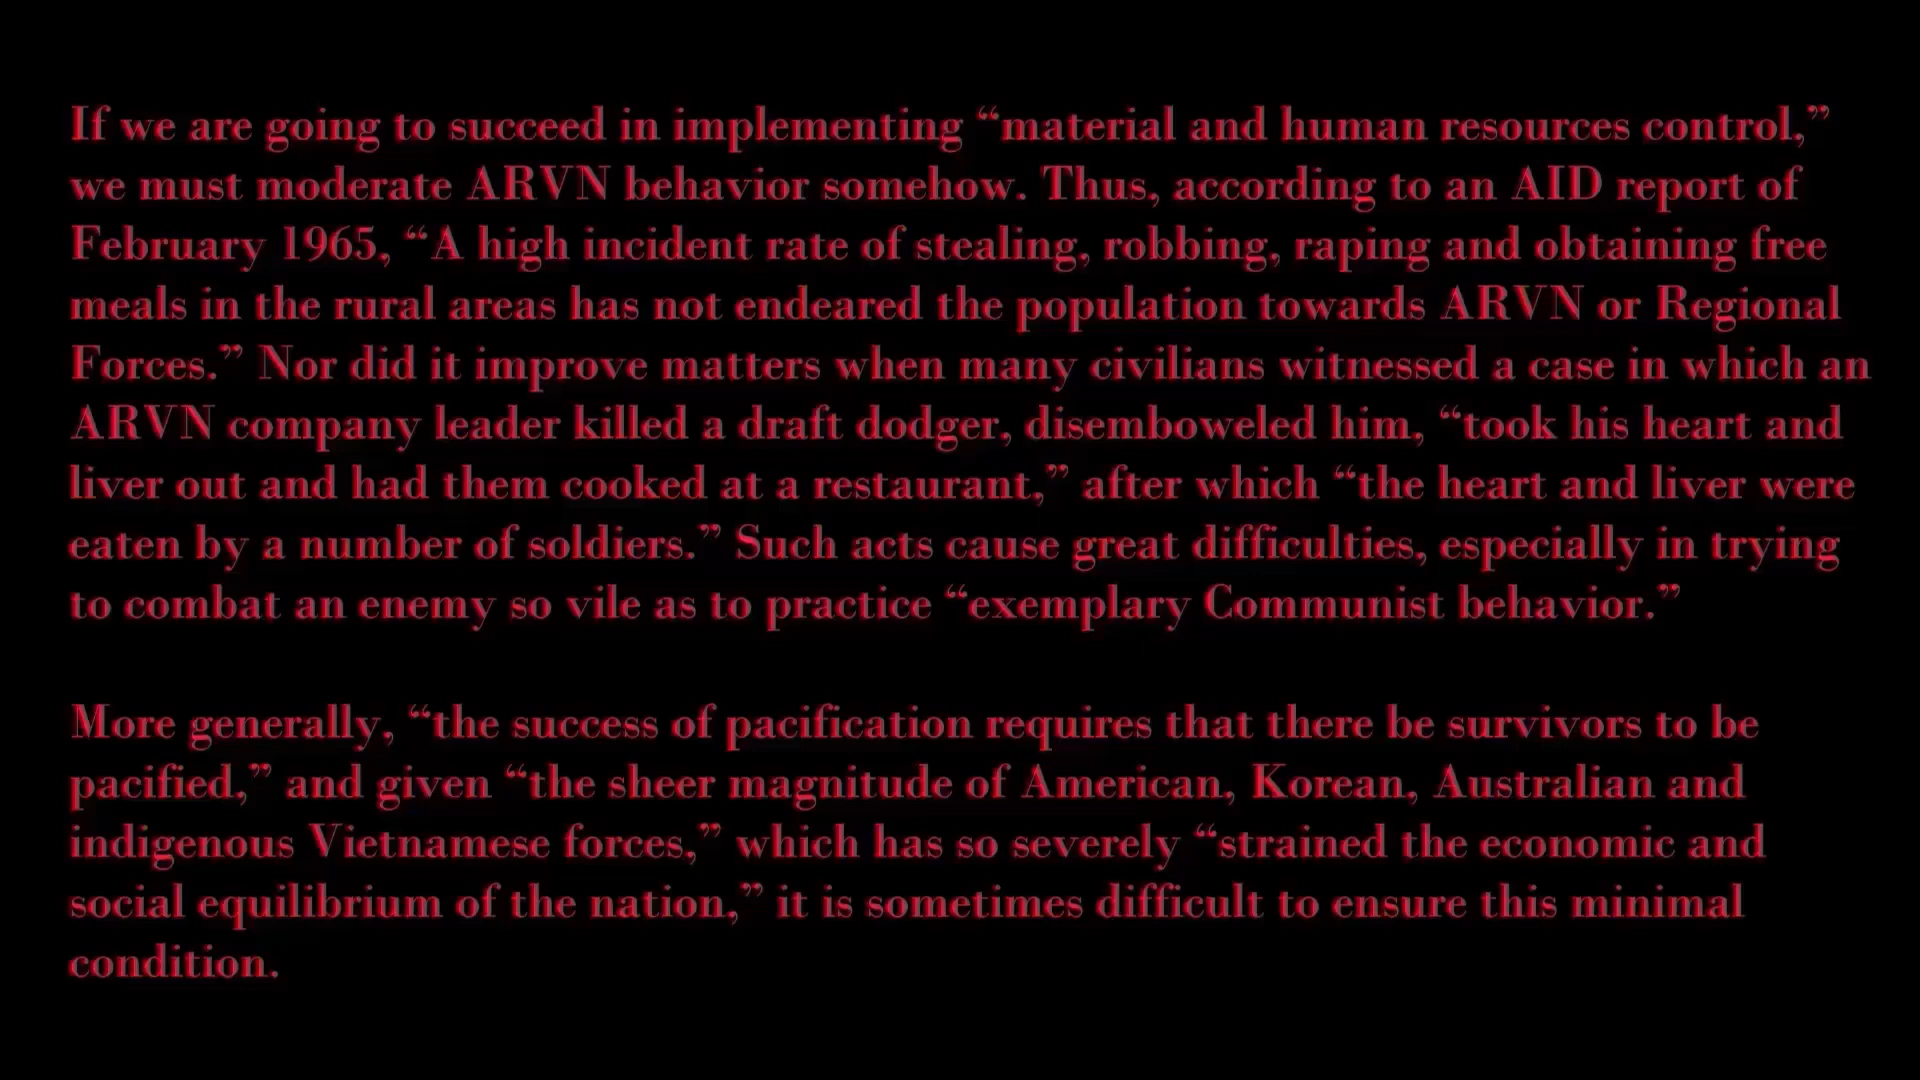 If we are going to succeed in implementing “material and human resources control,”
we must moderate ARVN behavior somehow. Thus, according to an AID report of
February 1965, “A high incident rate of stealing, robbing, raping and obtaining free
meals in the rural areas has not endeared the population towards ARVN or Regional
Forces.” Nor did it improve matters when many civilians witnessed a case in which an
ARVN company leader killed a draft dodger, disemboweled him, “took his heart and
liver out and had them cooked at a restaurant,” after which “the heart and liver were
eaten by a number of soldiers.” Such acts cause great difficulties, especially in trying
to combat an enemy so vile as to practice “exemplary Communist behavior.”

More generally, “the success of pacification requires that there be survivors to be
pacified,” and given “the sheer magnitude of American, Korean, Australian and
indigenous Vietnamese forces,” which has so severely “strained the economic and
social equilibrium of the nation,” it is sometimes difficult to ensure this minimal
condition.